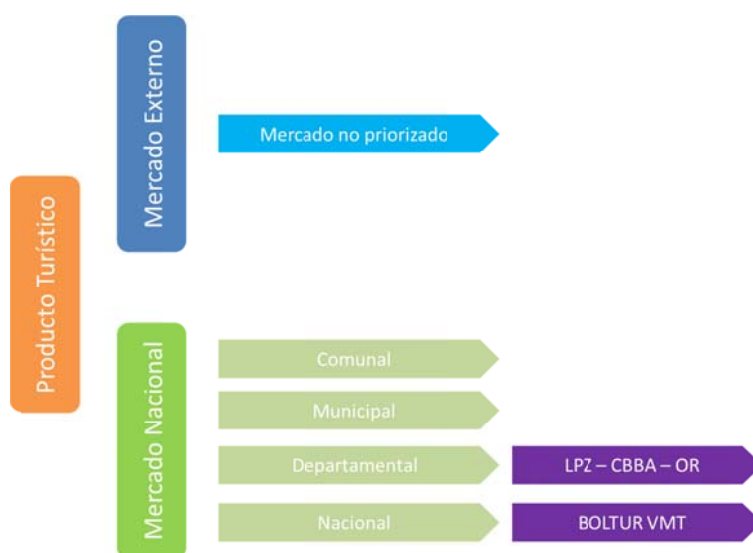 Producto Turístico
Mercado Externo
Mercado no priorizado
Mercado Nacional
Comunal
Municipal
Departamental
LPZ – CBBA – OR
Nacional
BOLTUR VMT